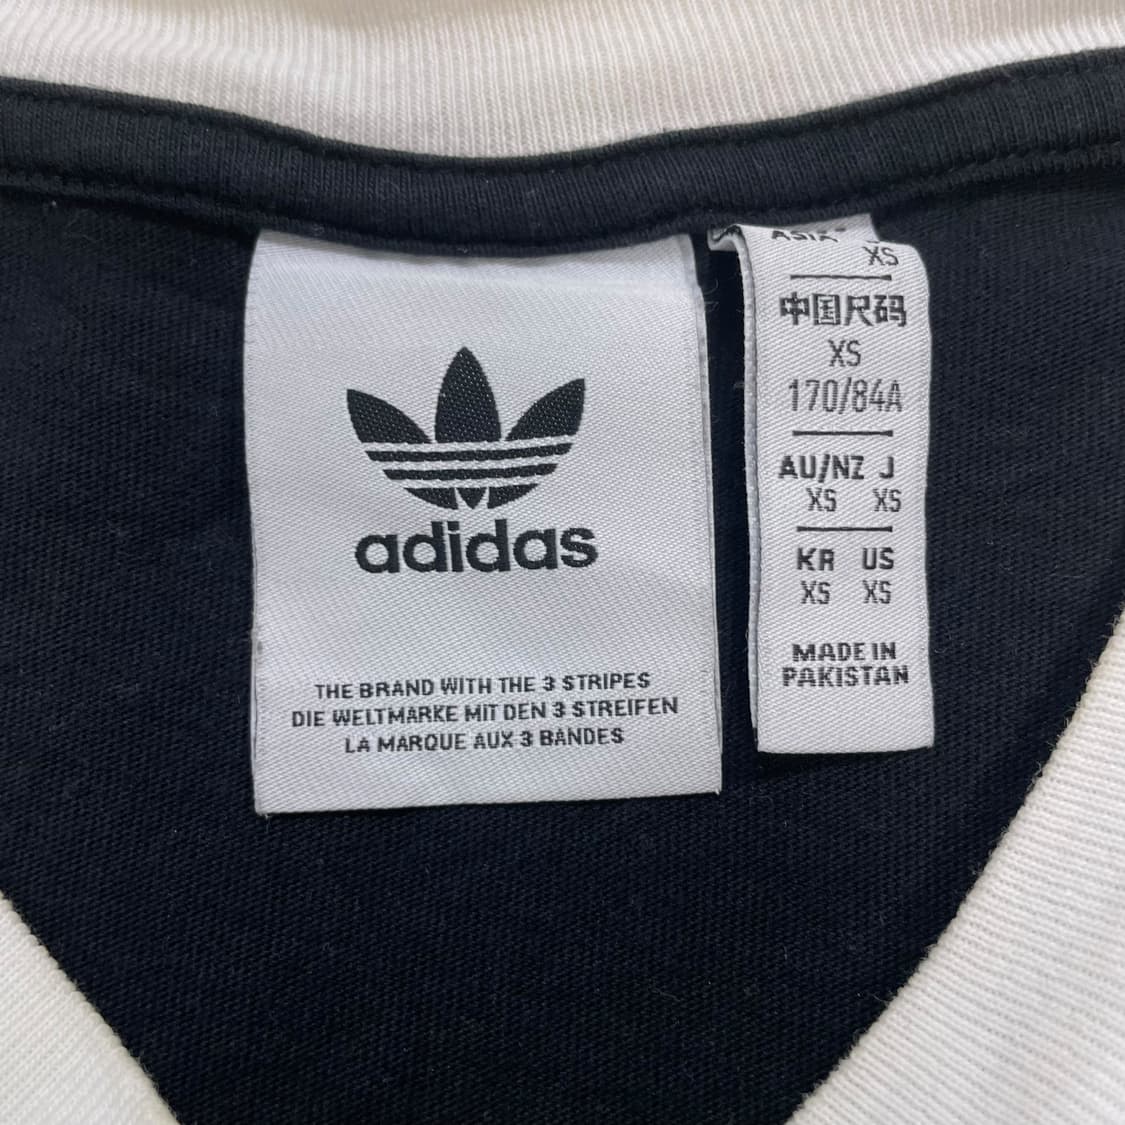 adidas
THE BRAND WITH THE 3 STRIPES
DIE WELTMARKE MIT DEN 3 STREIFEN
LA MARQUE AUX 3 BANDES
XS
中国尺码
XS
170/84A
AU/NZ J
XS XS
KR US
XS XS
MADE IN
PAKISTAN